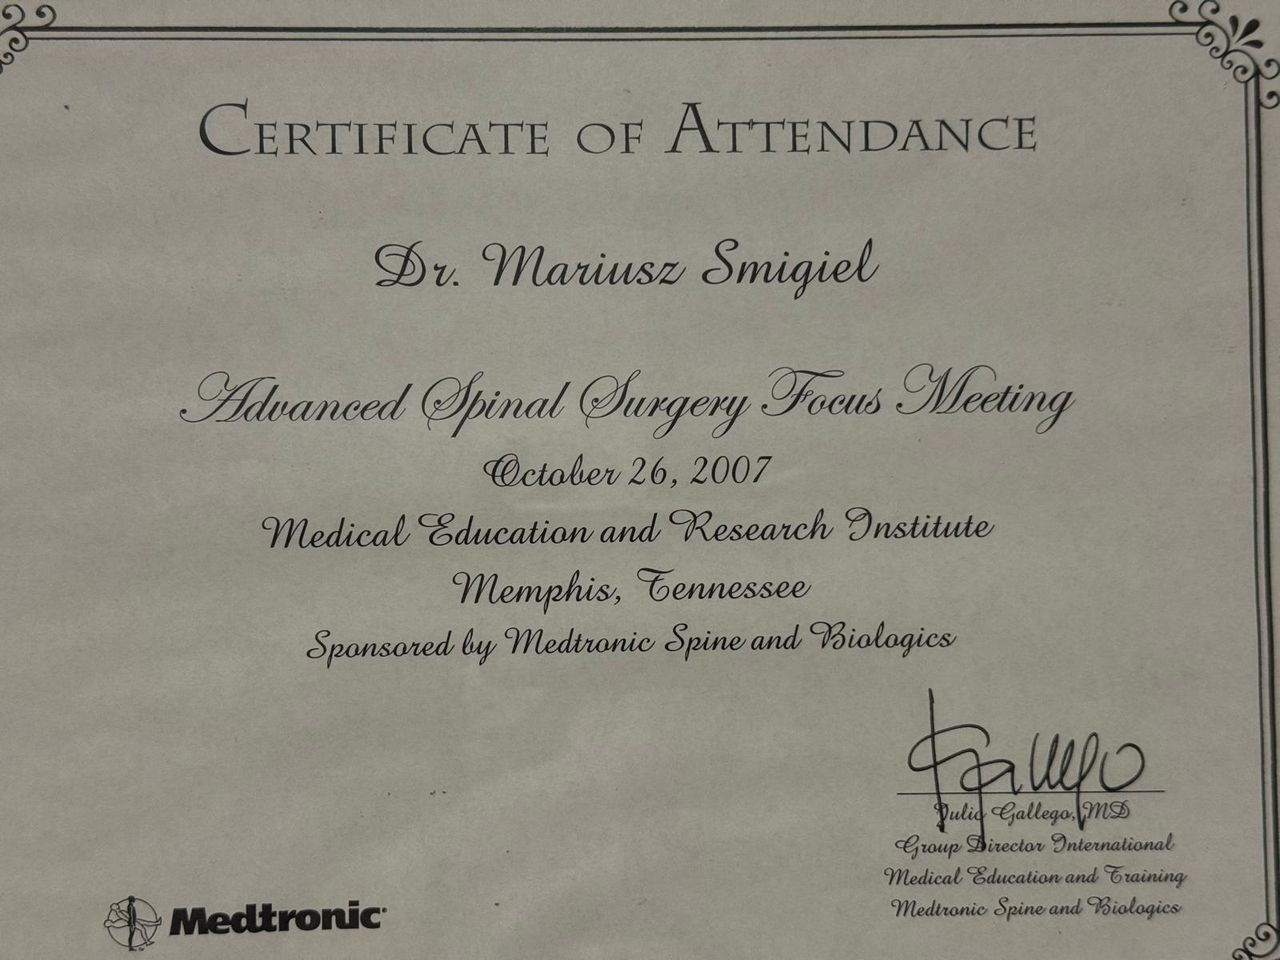 CERTIFICATE OF ATTENDANCE
Dr. Mariusz Smigiel
Advanced Spinal Surgery Focus Meeting
October 26, 2007
Medical Education and Research Institute
Memphis, Tennessee
Sponsored by Medtronic Spine and Biologics
Julio Gallego, MD
Group Director International
Medical Education and Training
Medtronic Spine and Biologics
Medtronic